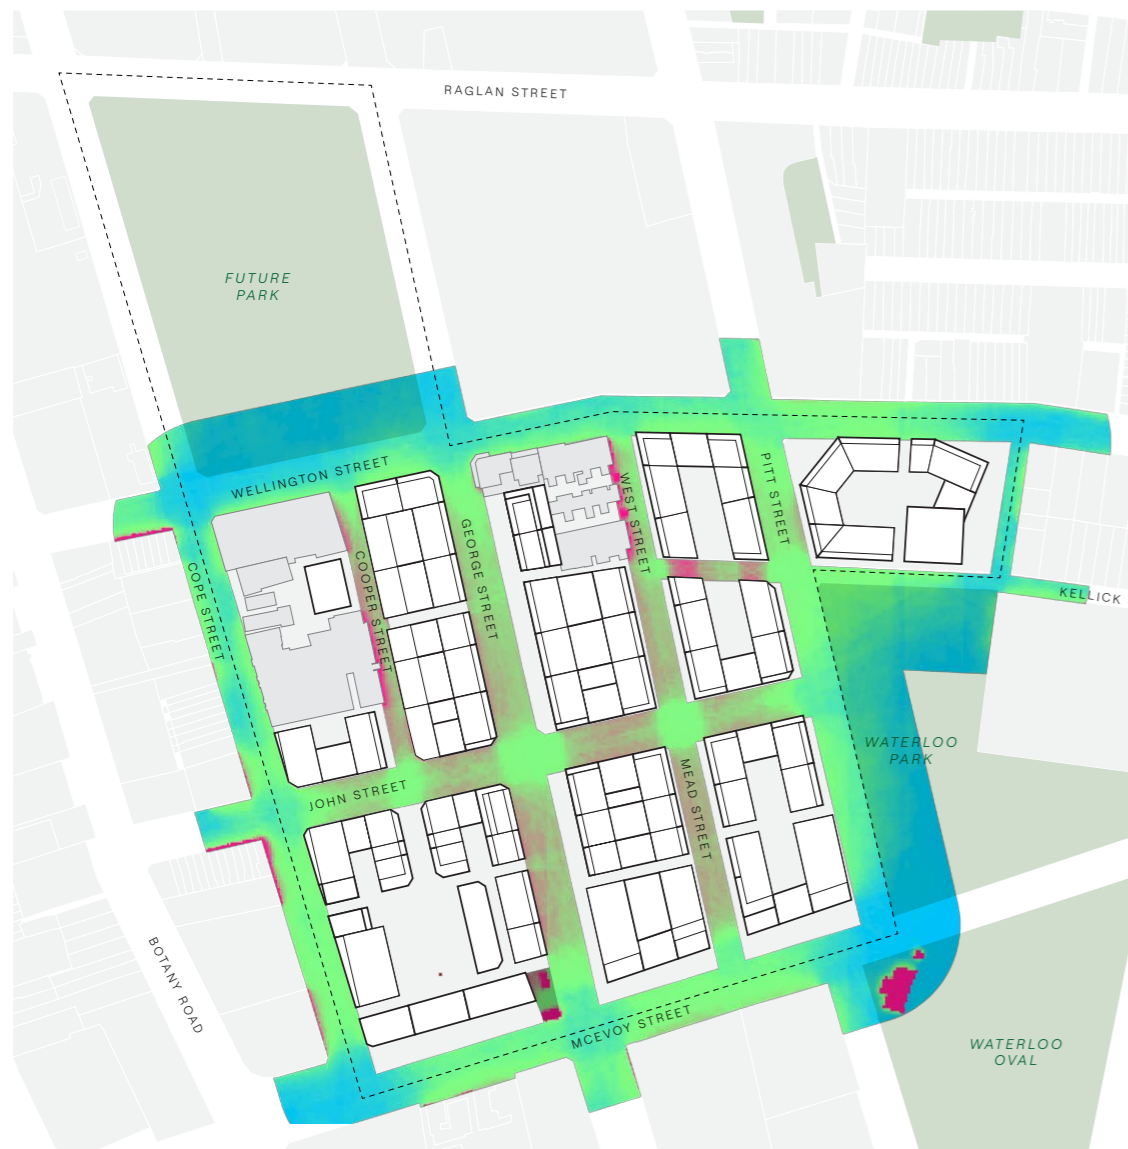 RAGLAN STREET
FUTURE
PARK
WELLINGTON STREET
PITT STREET
WEST STREET
GEORGE STREET
COOPER STREET
COPE STREET
KELLICK
WATERLOO
PARK
MEAD STREET
JOHN STREET
BOTANY ROAD
MCEVOY STREET
WATERLOO
OVAL